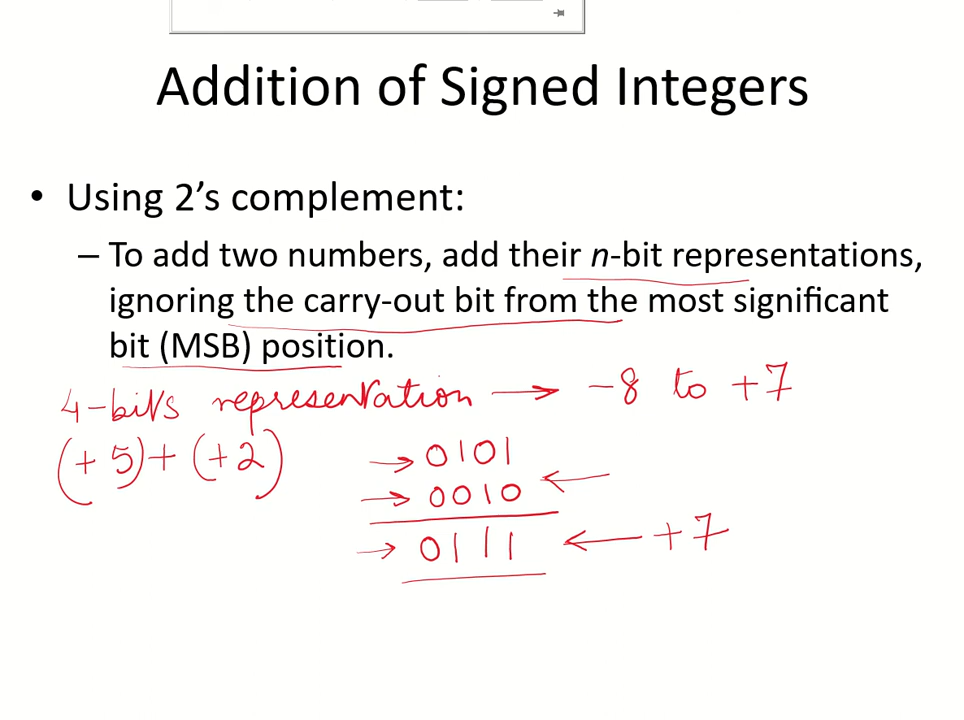 Addition of Signed Integers
• Using 2's complement:
– To add two numbers, add their n-bit representations,
ignoring the carry-out bit from the most significant
bit (MSB) position.
4-bits representation → -8 to +7
(+5)+(+2) → 0101
→ 0010 ←
→ 0111 ← +7